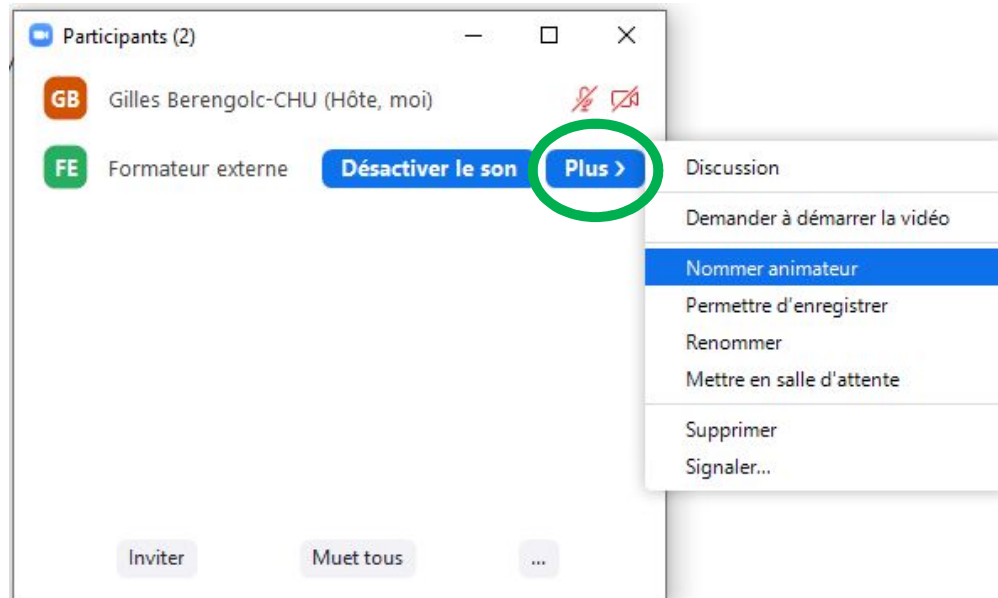 Participants (2)
GB Gilles Berengolc-CHU (Hôte, moi)
FE Formateur externe Désactiver le son Plus >
Discussion
Demander à démarrer la vidéo
Nommer animateur
Permettre d'enregistrer
Renommer
Mettre en salle d'attente
Supprimer
Signaler...
Inviter Muet tous ...